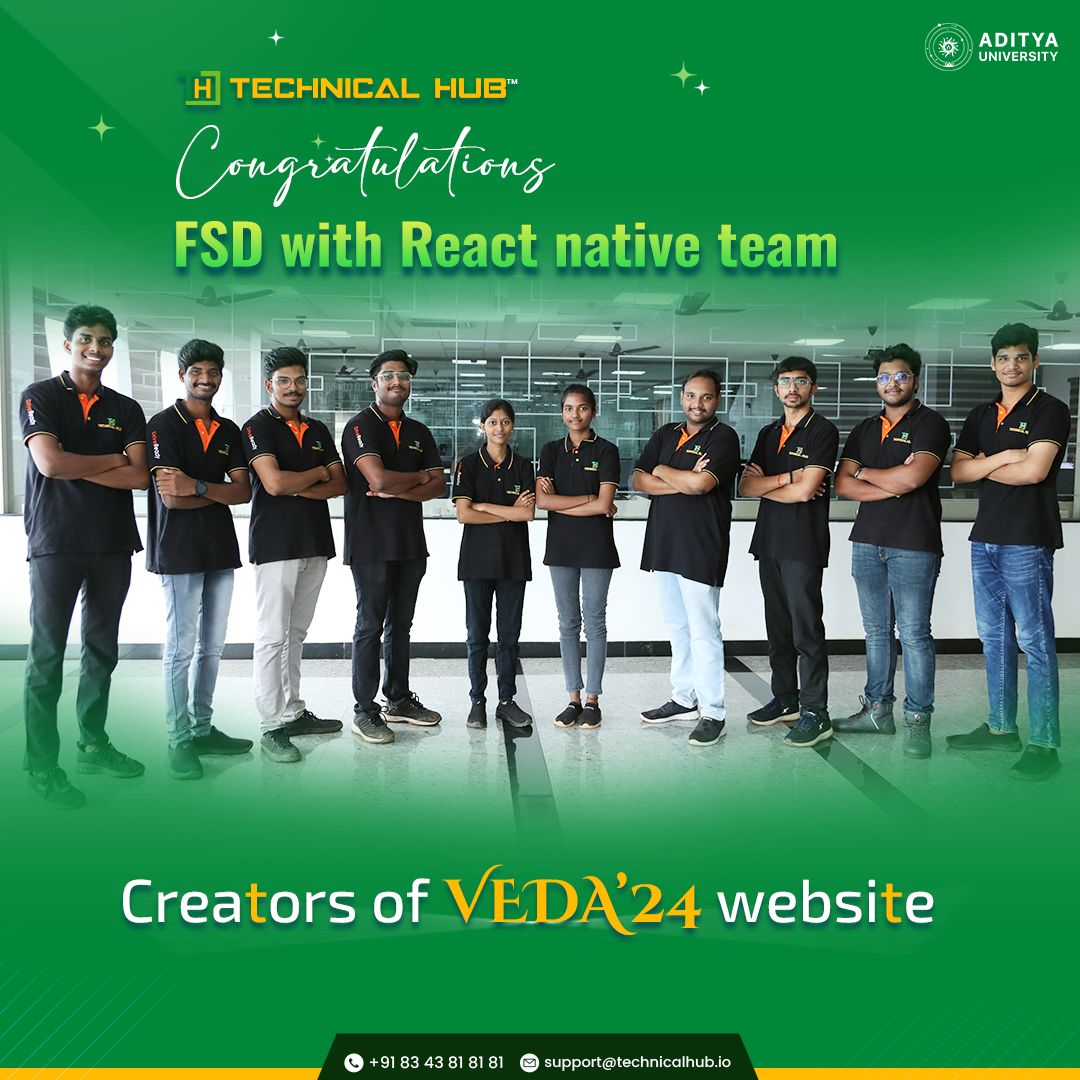 ADITYA
UNIVERSITY
H TECHNICAL HUB™
Congratulations
FSD with React native team
Creators of VEDA'24 website
+91 83 43 81 81 81 support@technicalhub.io